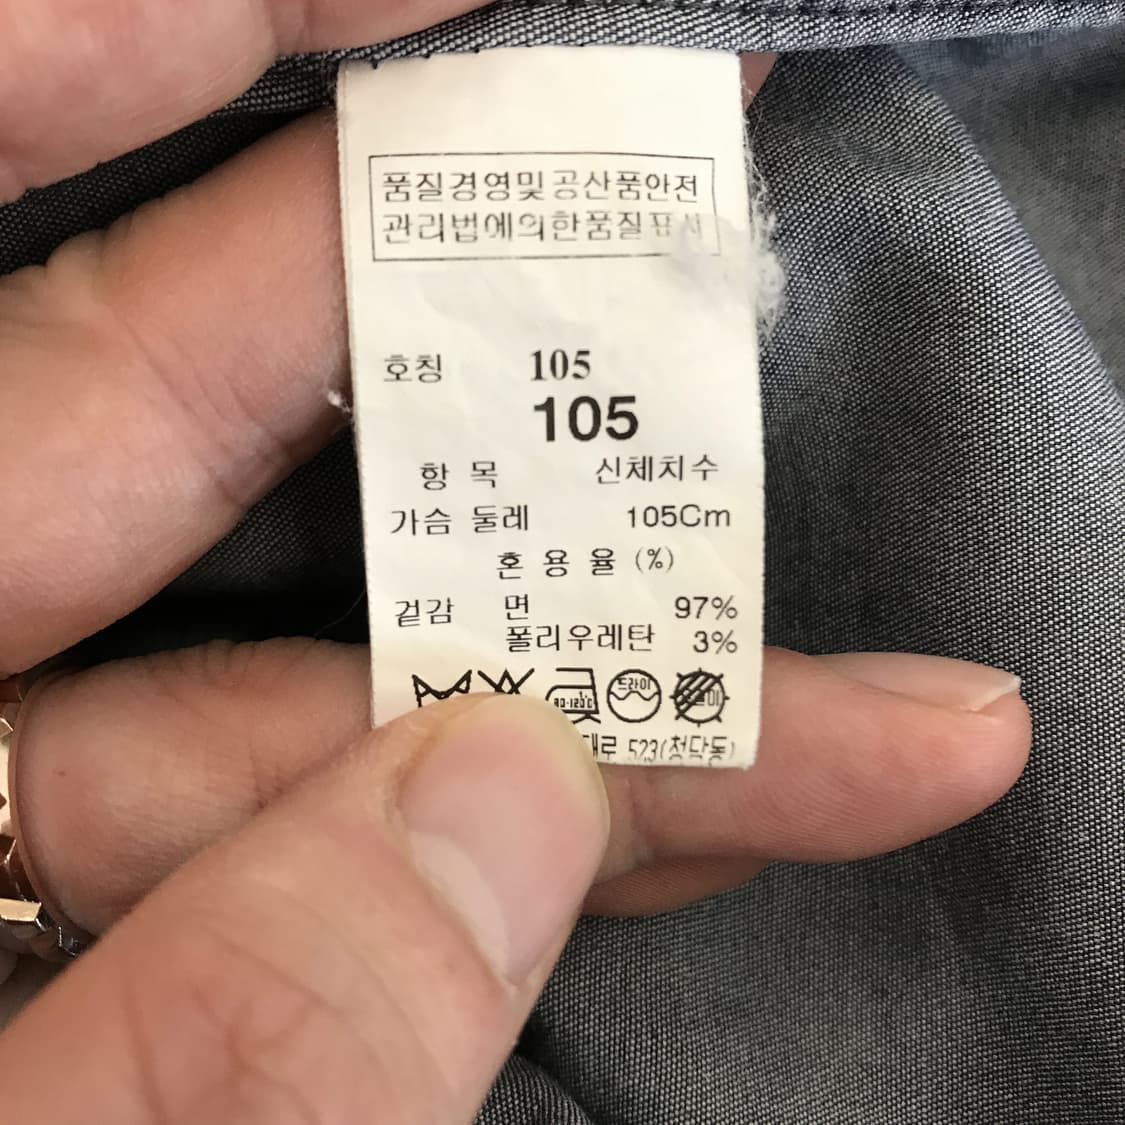 품질경영및공산품안전
관리법에의한품질표시
호칭 105
105
항 목 신체치수
가슴 둘레 105Cm
혼 용 율 (%)
겉감 면 97%
폴리우레탄 3%
80-120℃ 드라이
523(청담동)